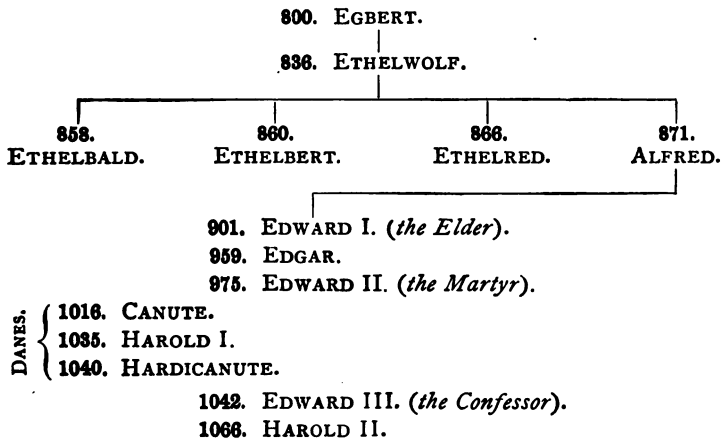 800. EGBERT.
836. ETHELWOLF.
858. 860. 866. 871.
ETHELBALD. ETHELBERT. ETHELRED. ALFRED.
901. EDWARD I. (the Elder).
959. EDGAR.
975. EDWARD II. (the Martyr).
DANES.
1016. CANUTE.
1035. HAROLD I.
1040. HARDICANUTE.
1042. EDWARD III. (the Confessor).
1066. HAROLD II.